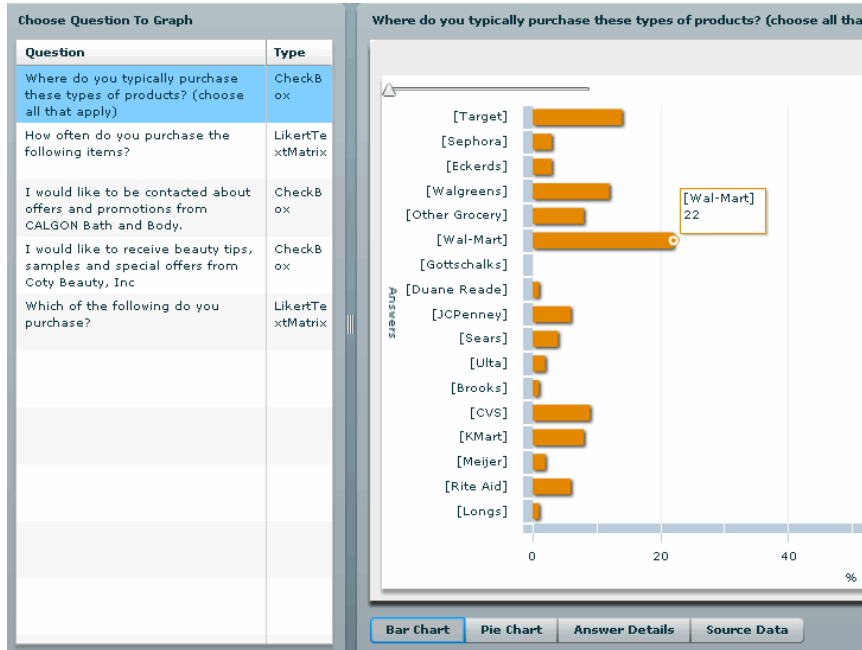 Choose Question To Graph
Question Type
Where do you typically purchase
these types of products? (choose
all that apply)
CheckB
ox
How often do you purchase the
following items?
LikertTe
xtMatrix
I would like to be contacted about
offers and promotions from
CALGON Bath and Body.
CheckB
ox
I would like to receive beauty tips,
samples and special offers from
Coty Beauty, Inc
CheckB
ox
Which of the following do you
purchase?
LikertTe
xtMatrix
Where do you typically purchase these types of products? (choose all tha
Answers
[Target]
[Sephora]
[Eckerds]
[Walgreens]
[Other Grocery]
[Wal-Mart]
[Gottschalks]
[Duane Reade]
[JCPenney]
[Sears]
[Ulta]
[Brooks]
[CVS]
[KMart]
[Meijer]
[Rite Aid]
[Longs]
[Wal-Mart]
22
0 20 40
%
Bar Chart Pie Chart Answer Details Source Data